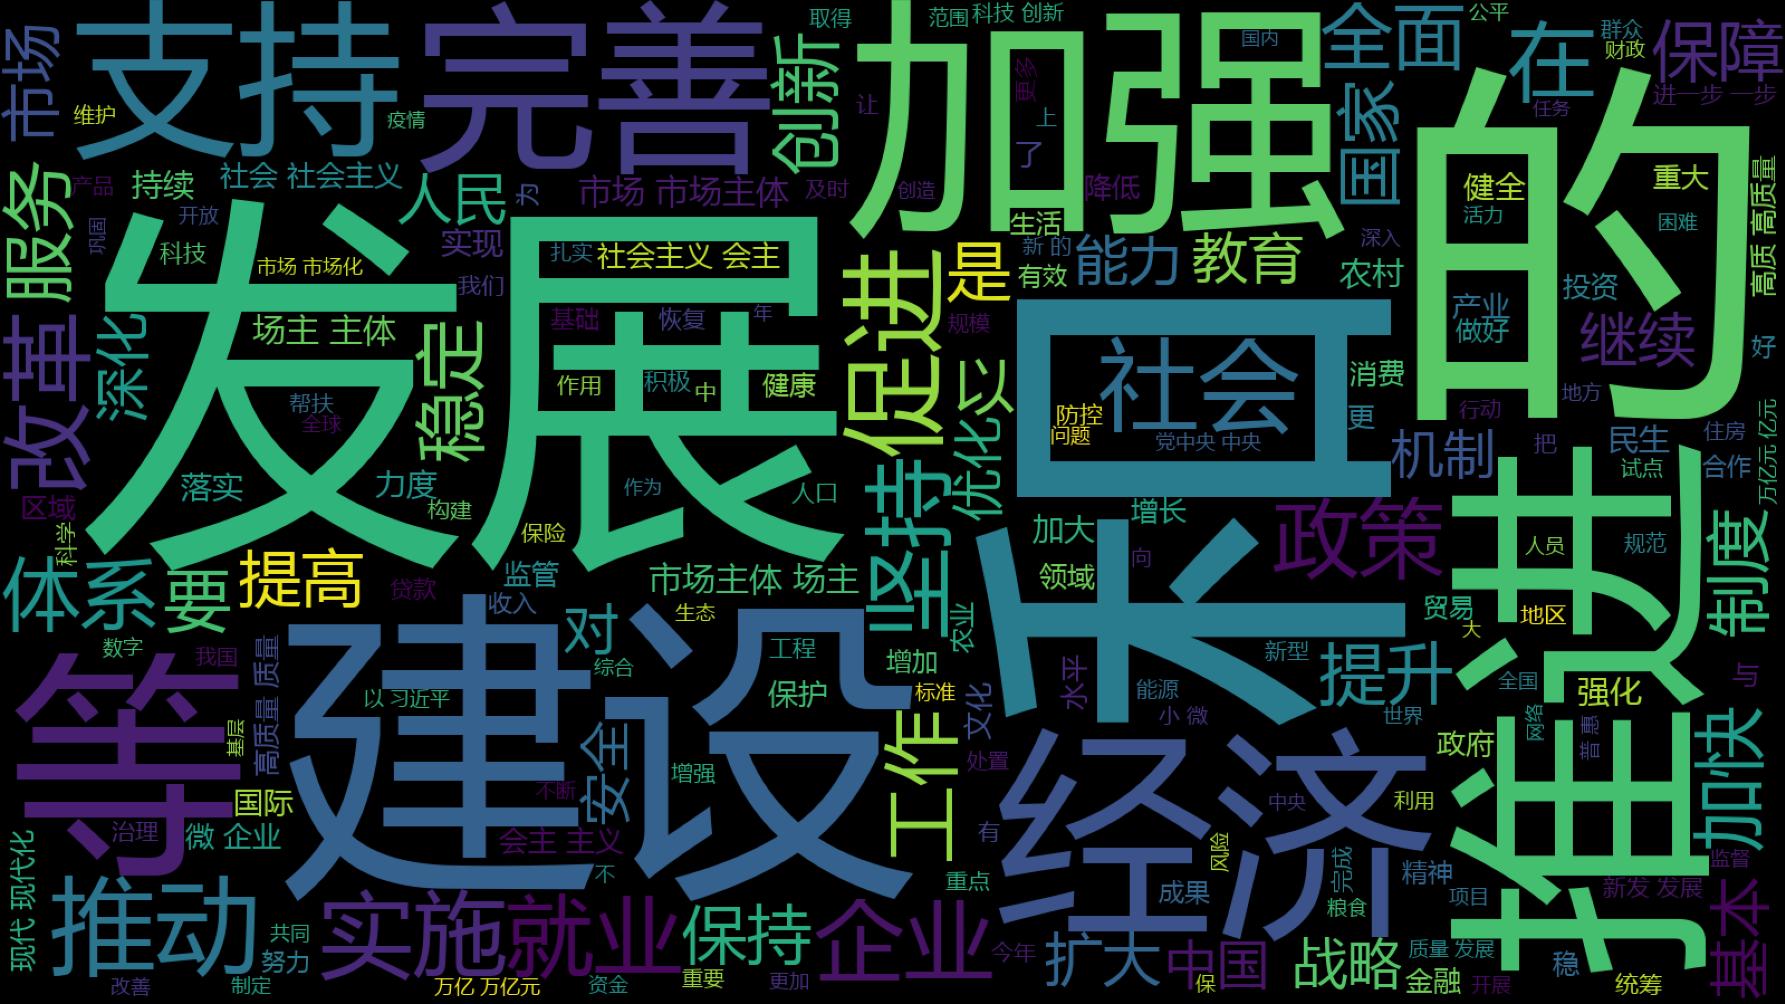 市场
支持
完善
取得
范围
科技 创新
加强
国内
全面
公平
在
群众
财政
保障
进一步 一步
任务
维护
疫情
创新
让
更多
上
了
国家
的
社会 社会主义
人民
为
市场 市场主体
及时
创造
降低
生活
健全
活力
重大
困难
高质 高质量
产品
持续
开放
巩固
服务
科技
市场 市场化
实现
我们
发展
扎实
社会主义 会主
促进
是
新 的
有效
能力
教育
深入
农村
投资
产业
做好
继续
好
改革
深化
场主 主体
稳定
基础
恢复
年
规模
以
社会
消费
更
作用
积极
中
健康
帮扶
全球
防控
问题
党中央 中央
行动
地方
机制
把
民生
试点
住房
合作
万亿元 亿元
区域
落实
力度
构建
作为
人口
坚持
优化
科学
保险
体系
要
提高
贷款
监管
收入
市场主体 场主
加大
增长
领域
向
政策
推进
人员
规范
制度
对
生态
农业
长
贸易
大
地区
数字
我国
等
建设
综合
工程
增加
标准
保护
文化
水平
能源
小 微
新型
提升
世界
全国
强化
与
以 习近平
高质量 质量
基层
安全
增强
工作
处置
经济
中央
利用
政府
网络
普 惠
加快
国际
治理
微 企业
不断
会主 主义
不
有
风险
完成
精神
监督
现代 现代化
推动
共同
努力
实施
就业
保持
重点
企业
成果
粮食
项目
新发 发展
基本
改善
制定
万亿 万亿元
资金
重要
更加
今年
扩大
中国
保
战略
质量 发展
金融
开展
稳
统筹
国